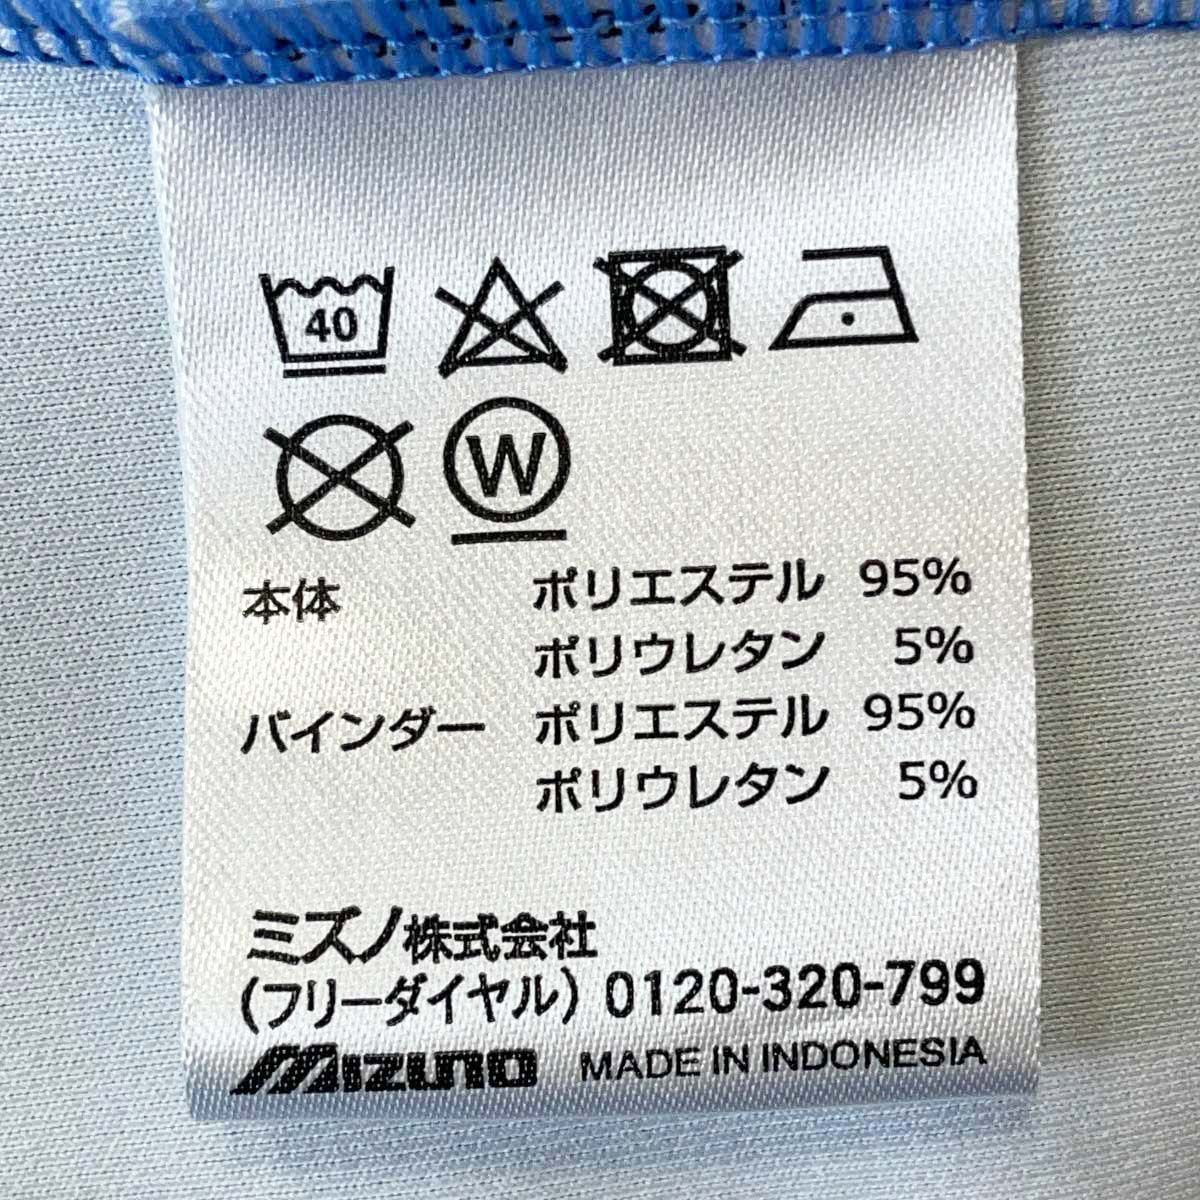 40
W
本体 ポリエステル 95%
ポリウレタン 5%
バインダー ポリエステル 95%
ポリウレタン 5%
ミズノ株式会社
(フリーダイヤル) 0120-320-799
MIZUNO MADE IN INDONESIA